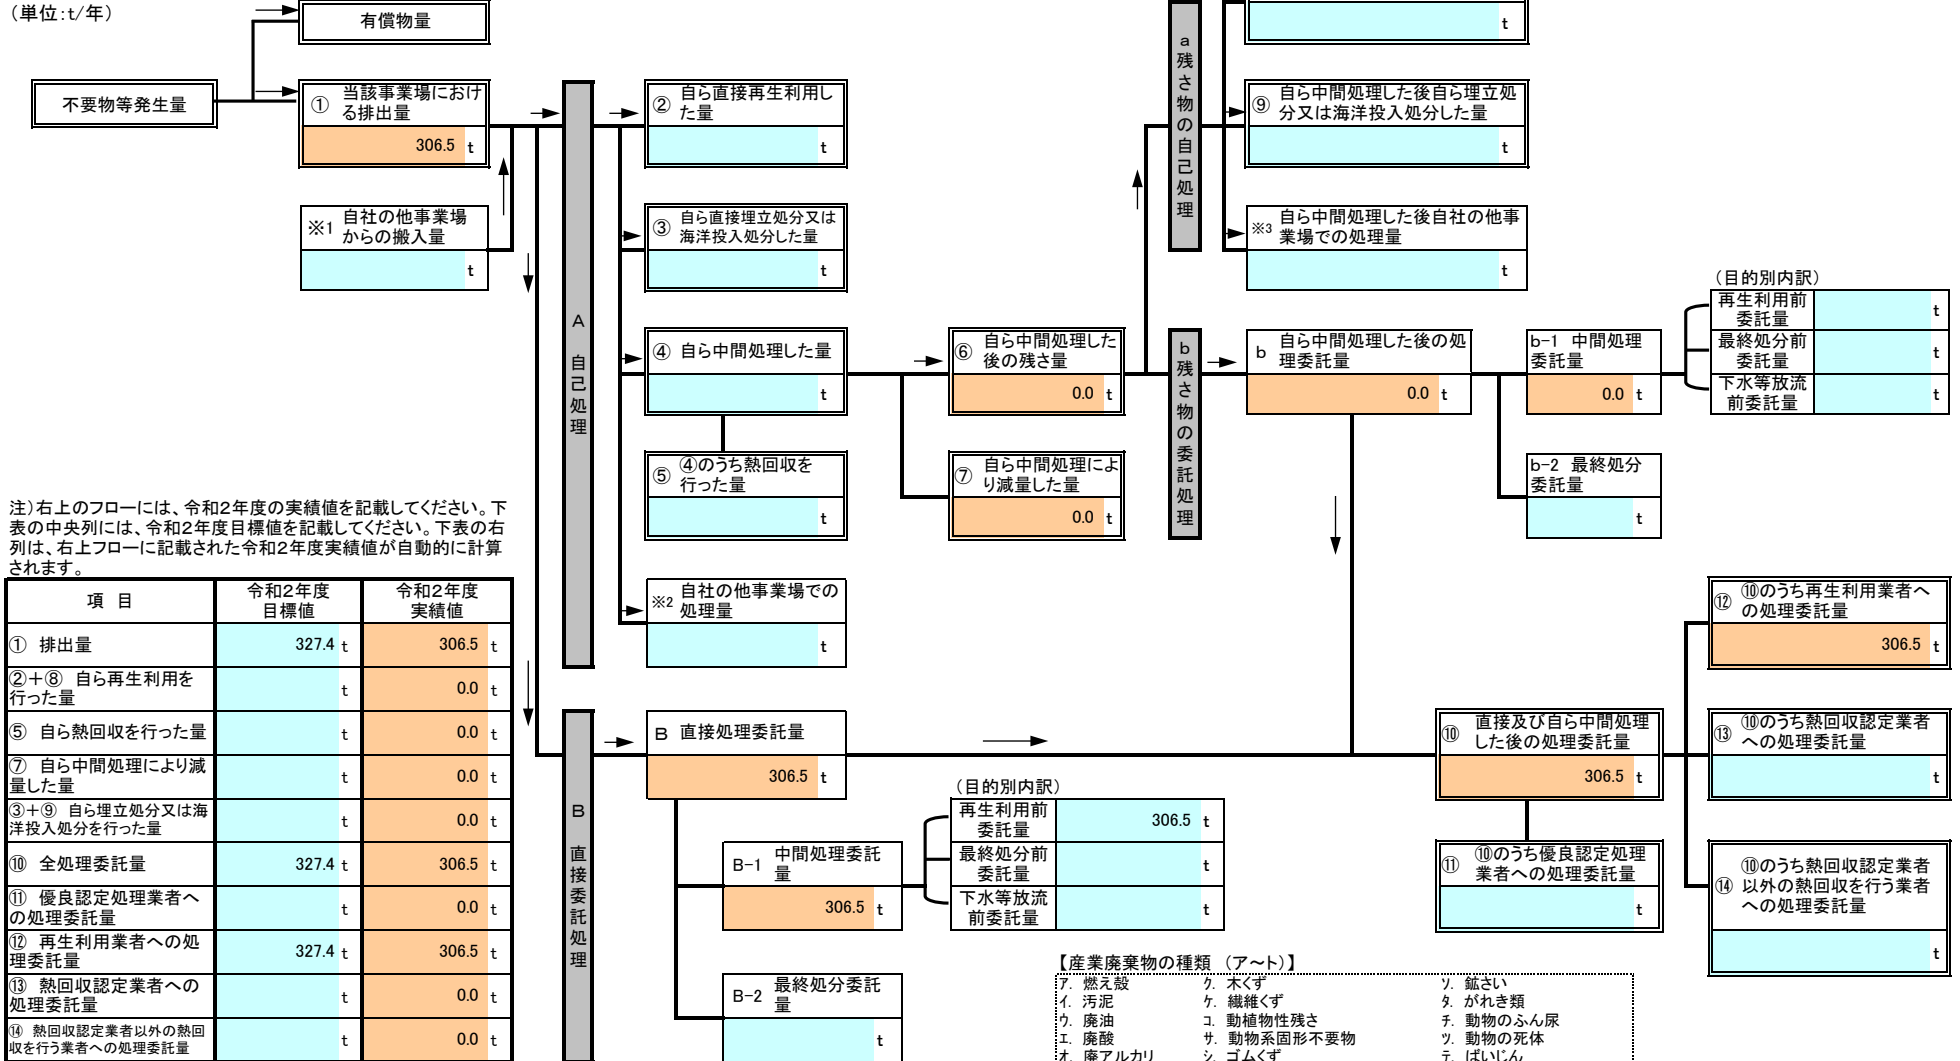 （単位：t/年）
有償物量
不要物等発生量
① 当該事業場におけ
る排出量
306.5 t
※1 自社の他事業場
からの搬入量
t
A 自己処理
② 自ら直接再生利用し
た量
t
③ 自ら直接埋立処分又は
海洋投入処分した量
t
④ 自ら中間処理した量
t
⑤ ④のうち熱回収を
行った量
t
※2 自社の他事業場での
処理量
t
⑥ 自ら中間処理した
後の残さ量
0.0 t
⑦ 自ら中間処理によ
り減量した量
0.0 t
a 残さ物の自己処理
t
⑨ 自ら中間処理した後自ら埋立処
分又は海洋投入処分した量
t
※3 自ら中間処理した後自社の他事
業場での処理量
t
b 残さ物の委託処理
b 自ら中間処理した後の処
理委託量
0.0 t
b-1 中間処理
委託量
0.0 t
b-2 最終処分
委託量
t
（目的別内訳）
再生利用前
委託量
t
最終処分前
委託量
t
下水等放流
前委託量
t
注）右上のフローには、令和２年度の実績値を記載してください。下
表の中央列には、令和２年度目標値を記載してください。下表の右
列は、右上フローに記載された令和２年度実績値が自動的に計算
されます。
項 目
令和２年度
目標値
令和２年度
実績値
① 排出量 327.4 t 306.5 t
②＋⑧ 自ら再生利用を
行った量 t 0.0 t
⑤ 自ら熱回収を行った量 t 0.0 t
⑦ 自ら中間処理により減
量した量 t 0.0 t
③＋⑨ 自ら埋立処分又は海
洋投入処分を行った量 t 0.0 t
⑩ 全処理委託量 327.4 t 306.5 t
⑪ 優良認定処理業者へ
の処理委託量 t 0.0 t
⑫ 再生利用業者への処
理委託量 327.4 t 306.5 t
⑬ 熱回収認定業者への
処理委託量 t 0.0 t
⑭ 熱回収認定業者以外の熱回
収を行う業者への処理委託量 t 0.0 t
B 直接委託処理
B 直接処理委託量
306.5 t
B-1 中間処理委託
量
306.5 t
B-2 最終処分委託
量
t
（目的別内訳）
再生利用前
委託量
306.5 t
最終処分前
委託量
t
下水等放流
前委託量
t
⑩ 直接及び自ら中間処理
した後の処理委託量
306.5 t
⑪ ⑩のうち優良認定処理
業者への処理委託量
t
⑫ ⑩のうち再生利用業者へ
の処理委託量
306.5 t
⑬ ⑩のうち熱回収認定業者
への処理委託量
t
⑭ ⑩のうち熱回収認定業者
以外の熱回収を行う業者
への処理委託量
t
【産業廃棄物の種類 （ア～ト）】
ア. 燃え殻 ク. 木くず ソ. 鉱さい
イ. 汚泥 ケ. 繊維くず タ. がれき類
ウ. 廃油 コ. 動植物性残さ チ. 動物のふん尿
エ. 廃酸 サ. 動物系固形不要物 ツ. 動物の死体
オ. 廃アルカリ シ. ゴムくず テ. ばいじん